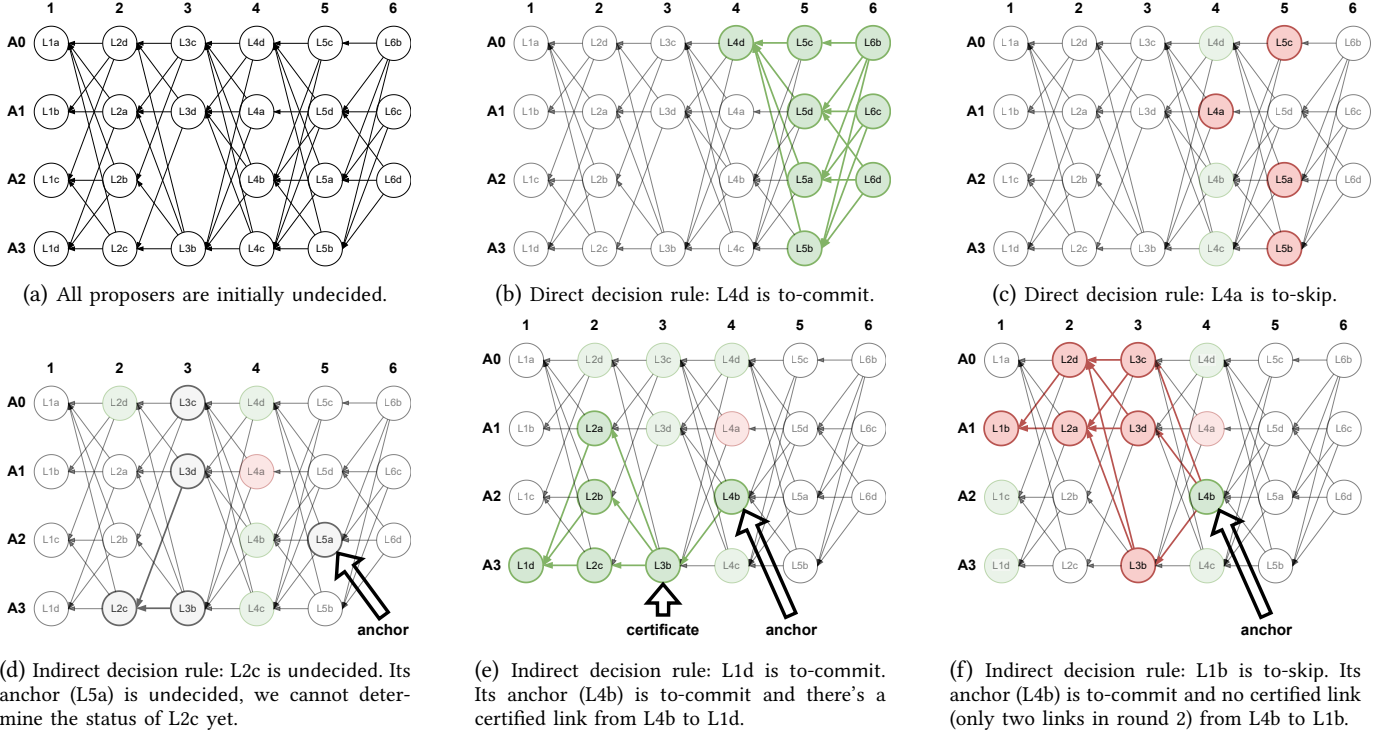 1 2 3 4 5 6
A0 L1a L2d L3c L4d L5c L6b
A1 L1b L2a L3d L4a L5d L6c
A2 L1c L2b L4b L5a L6d
A3 L1d L2c L3b L4c L5b
(a) All proposers are initially undecided.
1 2 3 4 5 6
A0 L1a L2d L3c L4d L5c L6b
A1 L1b L2a L3d L4a L5d L6c
A2 L1c L2b L4b L5a L6d
A3 L1d L2c L3b L4c L5b
(b) Direct decision rule: L4d is to-commit.
1 2 3 4 5 6
A0 L1a L2d L3c L4d L5c L6b
A1 L1b L2a L3d L4a L5d L6c
A2 L1c L2b L4b L5a L6d
A3 L1d L2c L3b L4c L5b
(c) Direct decision rule: L4a is to-skip.
1 2 3 4 5 6
A0 L1a L2d L3c L4d L5c L6b
A1 L1b L2a L3d L4a L5d L6c
A2 L1c L2b L4b L5a L6d
A3 L1d L2c L3b L4c L5b
anchor
(d) Indirect decision rule: L2c is undecided. Its
anchor (L5a) is undecided, we cannot deter-
mine the status of L2c yet.
1 2 3 4 5 6
A0 L1a L2d L3c L4d L5c L6b
A1 L1b L2a L3d L4a L5d L6c
A2 L1c L2b L4b L5a L6d
A3 L1d L2c L3b L4c L5b
certificate anchor
(e) Indirect decision rule: L1d is to-commit.
Its anchor (L4b) is to-commit and there's a
certified link from L4b to L1d.
1 2 3 4 5 6
A0 L1a L2d L3c L4d L5c L6b
A1 L1b L2a L3d L4a L5d L6c
A2 L1c L2b L4b L5a L6d
A3 L1d L2c L3b L4c L5b
anchor
(f) Indirect decision rule: L1b is to-skip. Its
anchor (L4b) is to-commit and no certified link
(only two links in round 2) from L4b to L1b.